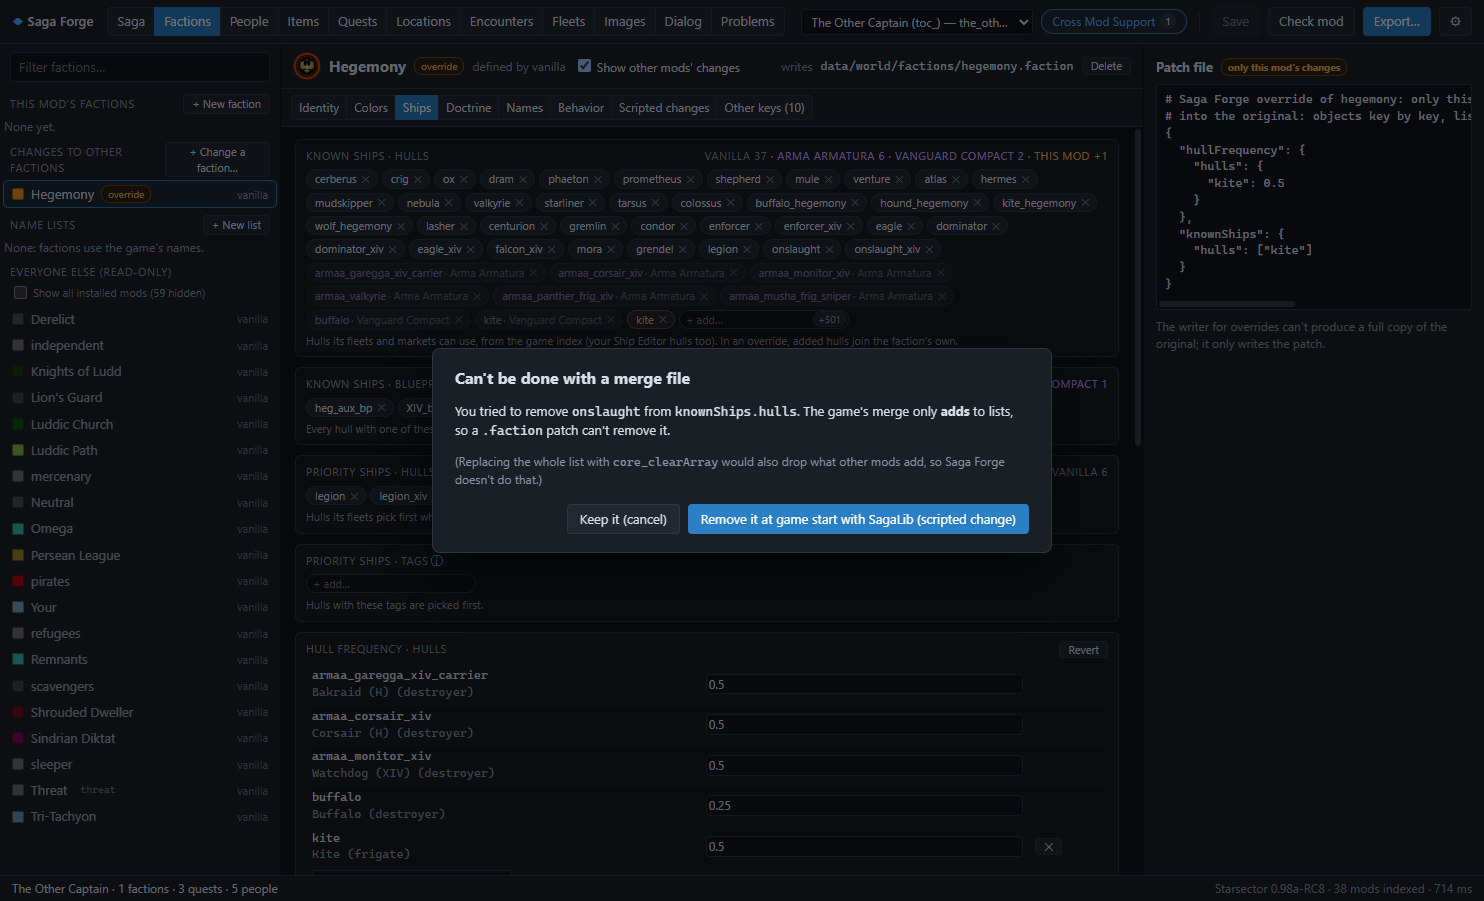 Saga Forge Saga Factions People Items Quests Locations Encounters Fleets Images Dialog Problems The Other Captain (toc_) — the_oth... Cross Mod Support 1 Save Check mod Export...
Filter factions...
THIS MOD'S FACTIONS + New faction
None yet.
CHANGES TO OTHER FACTIONS + Change a faction...
Hegemony override vanilla
NAME LISTS + New list
None: factions use the game's names.
EVERYONE ELSE (READ-ONLY)
Show all installed mods (59 hidden)
Derelict vanilla
independent vanilla
Knights of Ludd vanilla
Lion's Guard vanilla
Luddic Church vanilla
Luddic Path vanilla
mercenary vanilla
Neutral vanilla
Omega vanilla
Persean League vanilla
pirates vanilla
Your vanilla
refugees vanilla
Remnants vanilla
scavengers vanilla
Shrouded Dweller vanilla
Sindrian Diktat vanilla
sleeper vanilla
Threat threat vanilla
Tri-Tachyon vanilla
Hegemony override defined by vanilla Show other mods' changes writes data/world/factions/hegemony.faction Delete
Identity Colors Ships Doctrine Names Behavior Scripted changes Other keys (10)
KNOWN SHIPS · HULLS VANILLA 37 · ARMA ARMATURA 6 · VANGUARD COMPACT 2 · THIS MOD +1
cerberus × crig × ox × dram × phaeton × prometheus × shepherd × mule × venture × atlas × hermes ×
mudskipper × nebula × valkyrie × starliner × tarsus × colossus × buffalo_hegemony × hound_hegemony × kite_hegemony ×
wolf_hegemony × lasher × centurion × gremlin × condor × enforcer × enforcer_xiv × eagle × dominator ×
dominator_xiv × eagle_xiv × falcon_xiv × mora × grendel × legion × onslaught × onslaught_xiv ×
armaa_garegga_xiv_carrier · Arma Armatura × armaa_corsair_xiv · Arma Armatura × armaa_monitor_xiv · Arma Armatura ×
armaa_valkyrie · Arma Armatura × armaa_panther_frig_xiv · Arma Armatura × armaa_musha_frig_sniper · Arma Armatura ×
buffalo · Vanguard Compact × kite · Vanguard Compact × kite × + add... +501
Hulls its fleets and markets can use, from the game index (your Ship Editor hulls too). In an override, added hulls join the faction's own.
KNOWN SHIPS · BLUEPR OMPACT 1
heg_aux_bp × XIV_b
Every hull with one of thes
PRIORITY SHIPS · HULLS VANILLA 6
legion × legion_xiv
Hulls its fleets pick first wh
PRIORITY SHIPS · TAGS ⓘ
+ add...
Hulls with these tags are picked first.
HULL FREQUENCY · HULLS Revert
armaa_garegga_xiv_carrier
Bakraid (H) (destroyer) 0.5
armaa_corsair_xiv
Corsair (H) (destroyer) 0.5
armaa_monitor_xiv
Watchdog (XIV) (destroyer) 0.5
buffalo
Buffalo (destroyer) 0.25
kite
Kite (frigate) 0.5 ×
Can't be done with a merge file
You tried to remove onslaught from knownShips.hulls. The game's merge only adds to lists,
so a .faction patch can't remove it.
(Replacing the whole list with core_clearArray would also drop what other mods add, so Saga Forge
doesn't do that.)
Keep it (cancel) Remove it at game start with SagaLib (scripted change)
Patch file only this mod's changes
# Saga Forge override of hegemony: only this
# into the original: objects key by key, lis
{
"hullFrequency": {
"hulls": {
"kite": 0.5
}
},
"knownShips": {
"hulls": ["kite"]
}
}
The writer for overrides can't produce a full copy of the
original; it only writes the patch.
The Other Captain · 1 factions · 3 quests · 5 people Starsector 0.98a-RC8 · 38 mods indexed · 714 ms